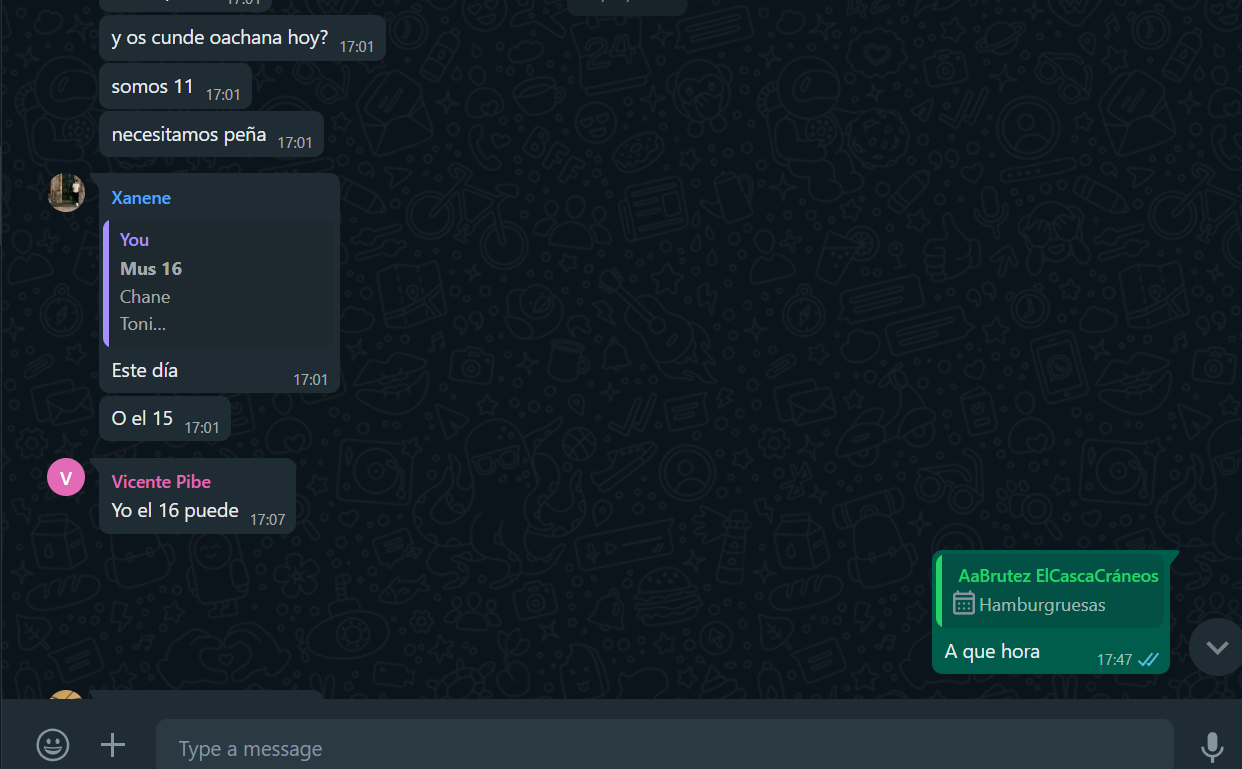 17:01
y os cunde oachana hoy? 17:01
somos 11 17:01
necesitamos peña 17:01
Xanene
You
Mus 16
Chane
Toni...
Este día 17:01
O el 15 17:01
V
Vicente Pibe
Yo el 16 puede 17:07
AaBrutez ElCascaCráneos
Hamburgruesas
A que hora 17:47
Type a message